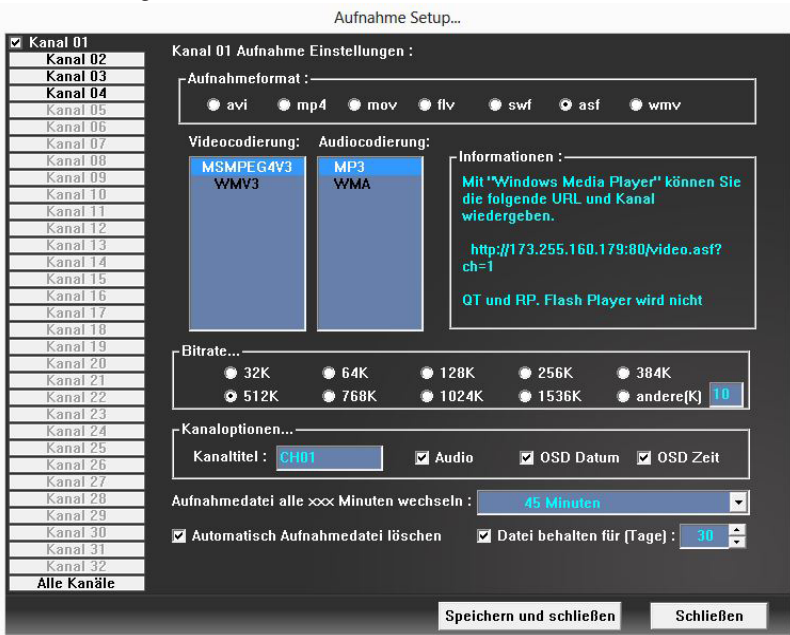 Aufnahme Setup...
Kanal 01
Kanal 02
Kanal 03
Kanal 04
Kanal 05
Kanal 06
Kanal 07
Kanal 08
Kanal 09
Kanal 10
Kanal 11
Kanal 12
Kanal 13
Kanal 14
Kanal 15
Kanal 16
Kanal 17
Kanal 18
Kanal 19
Kanal 20
Kanal 21
Kanal 22
Kanal 23
Kanal 24
Kanal 25
Kanal 26
Kanal 27
Kanal 28
Kanal 29
Kanal 30
Kanal 31
Kanal 32
Alle Kanäle
Kanal 01 Aufnahme Einstellungen :
Aufnahmeformat :
avi mp4 mov flv swf asf wmv
Videocodierung: Audiocodierung:
MSMPEG4V3 MP3
WMV3 WMA
Informationen :
Mit "Windows Media Player" können Sie
die folgende URL und Kanal
wiedergeben.
http://173.255.160.179:80/video.asf?
ch=1
QT und RP. Flash Player wird nicht
Bitrate...
32K 64K 128K 256K 384K
512K 768K 1024K 1536K andere(K) 10
Kanaloptionen...
Kanaltitel : CH01 Audio OSD Datum OSD Zeit
Aufnahmedatei alle xxx Minuten wechseln : 45 Minuten
Automatisch Aufnahmedatei löschen Datei behalten für (Tage) : 30
Speichern und schließen Schließen